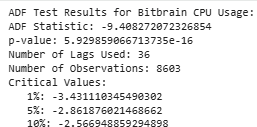 ADF Test Results for Bitbrain CPU Usage:
ADF Statistic: -9.408272072326854
p-value: 5.929859066713735e-16
Number of Lags Used: 36
Number of Observations: 8603
Critical Values:
1%: -3.431110345490302
5%: -2.861876021468662
10%: -2.566948859294898